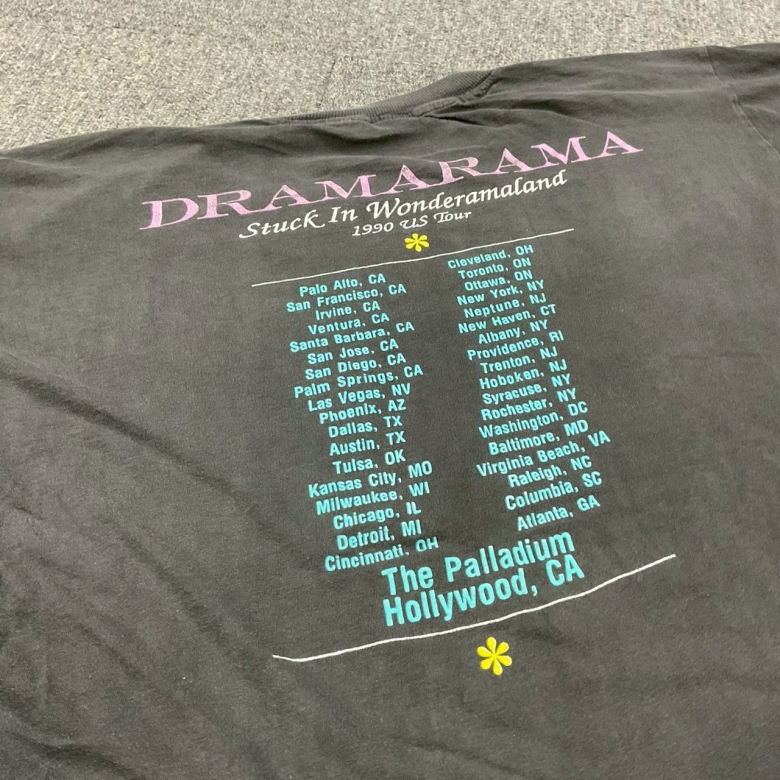 DRAMARAMA
Stuck In Wonderamaland
1990 US Tour
Palo Alto, CA
San Francisco, CA
Irvine, CA
Ventura, CA
Santa Barbara, CA
San Jose, CA
San Diego, CA
Palm Springs, CA
Las Vegas, NV
Phoenix, AZ
Dallas, TX
Austin, TX
Tulsa, OK
Kansas City, MO
Milwaukee, WI
Chicago, IL
Detroit, MI
Cincinnati, OH
Cleveland, OH
Toronto, ON
Ottawa, ON
New York, NY
Neptune, NJ
New Haven, CT
Albany, NY
Providence, RI
Trenton, NJ
Hoboken, NJ
Syracuse, NY
Rochester, NY
Washington, DC
Baltimore, MD
Virginia Beach, VA
Raleigh, NC
Columbia, SC
Atlanta, GA
The Palladium
Hollywood, CA